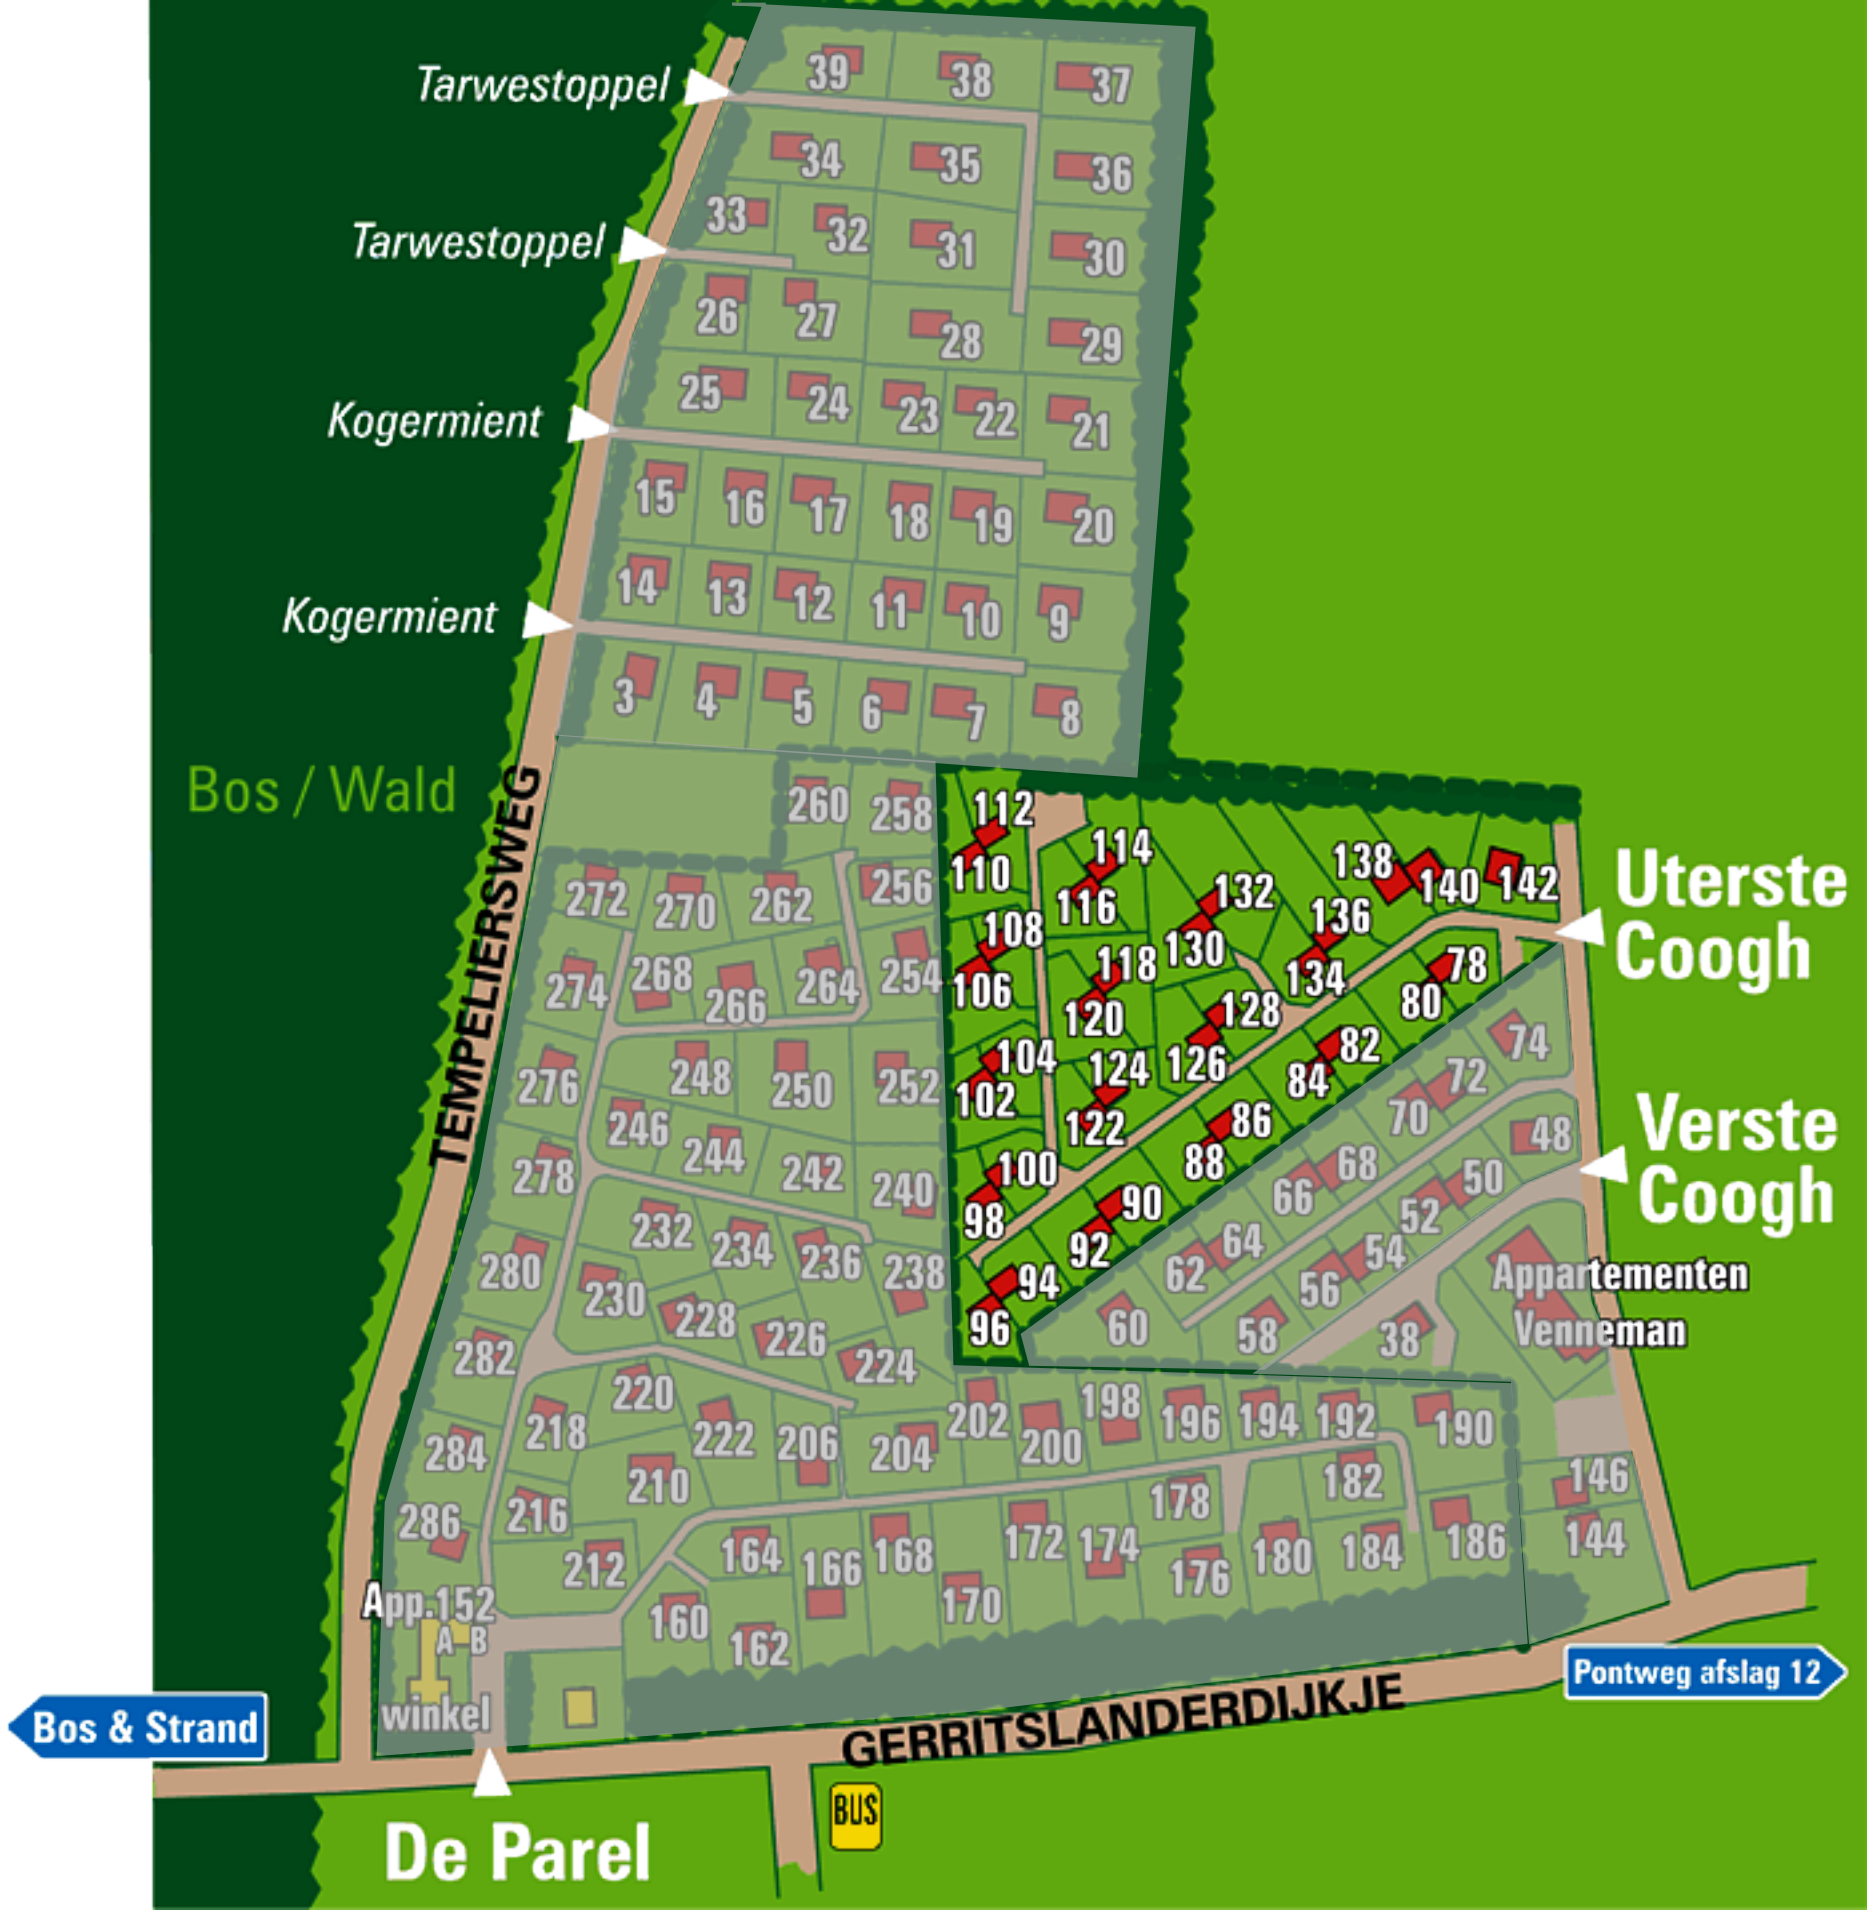 39 38 37
Tarwestoppel
34 35 36
33 32 31 30
Tarwestoppel
26 27 28 29
25 24 23 22 21
Kogermient
15 16 17 18 19 20
14 13 12 11 10 9
Kogermient
3 4 5 6 7 8
Bos / Wald
TEMPELIERSWEG
260 258
272 270 262 256
274 268 266 264 254
276 248 250 252
246 244 242 240
278
232 234 236 238
280 230 228 226 224
282
220
218 222 206 204
284
210
286 216
212
112
110
114
116
108
106
118
120
104
102
124
122
100
98
132
130
128
126
138 140 142
136
134
78
80
82
84
86
88
90
92
94
96
Uterste
Coogh
74
72
70
68
66
64
62
60
48
50
52
54
56
58
38
Verste
Coogh
Appartementen
Venneman
202 200 198 196 194 192 190
182
178
164 166 168 172 174 180 184 186
176
170
160 162
146
144
App.152
A B
winkel
Bos & Strand
GERRITSLANDERDIJKJE
Pontweg afslag 12
BUS
De Parel